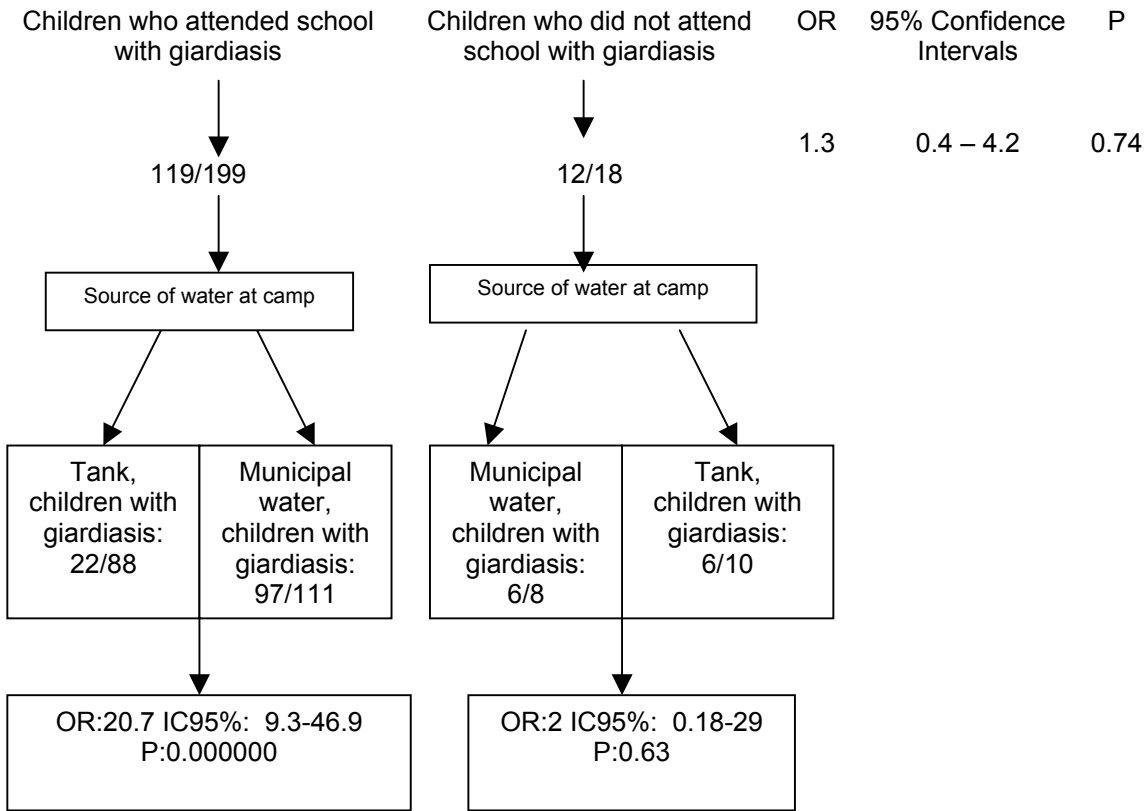 Children who attended school
with giardiasis
Children who did not attend
school with giardiasis
OR
95% Confidence
Intervals
P
119/199
12/18
1.3
0.4 – 4.2
0.74
Source of water at camp
Source of water at camp
Tank,
children with
giardiasis:
22/88
Municipal
water,
children with
giardiasis:
97/111
Municipal
water,
children with
giardiasis:
6/8
Tank,
children with
giardiasis:
6/10
OR:20.7 IC95%: 9.3-46.9
P:0.000000
OR:2 IC95%: 0.18-29
P:0.63